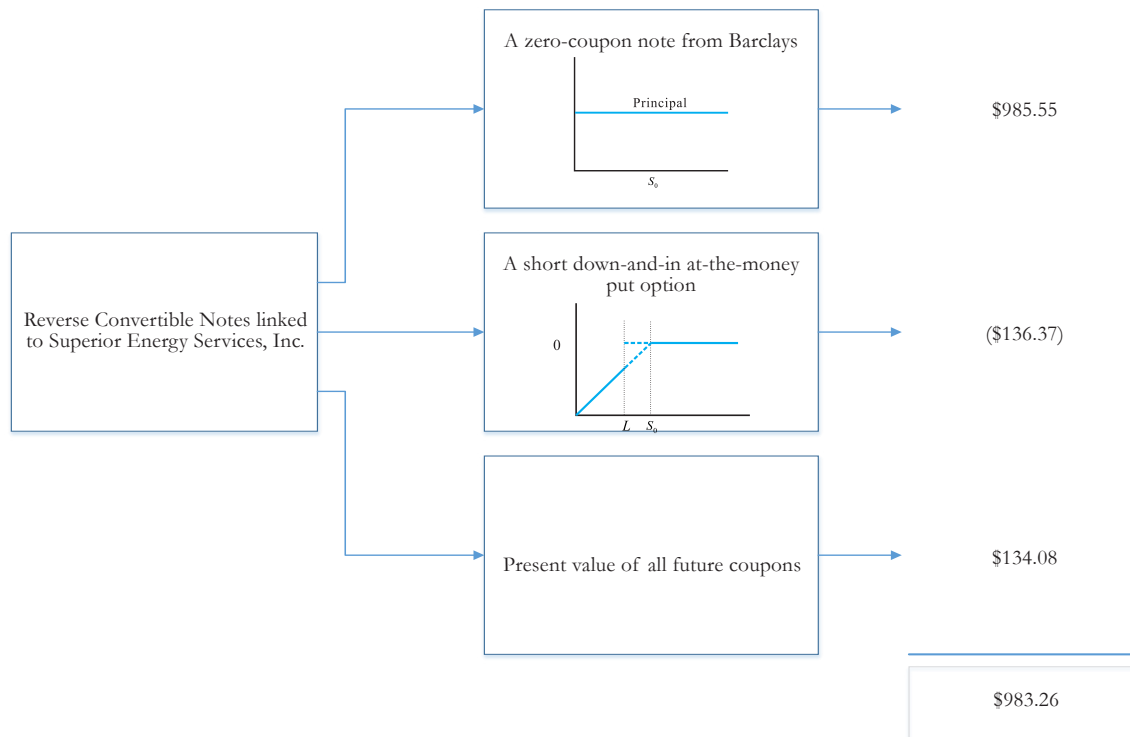 A zero-coupon note from Barclays
Principal
S₀
$985.55
Reverse Convertible Notes linked
to Superior Energy Services, Inc.
A short down-and-in at-the-money
put option
0
L S₀
($136.37)
Present value of all future coupons
$134.08
$983.26